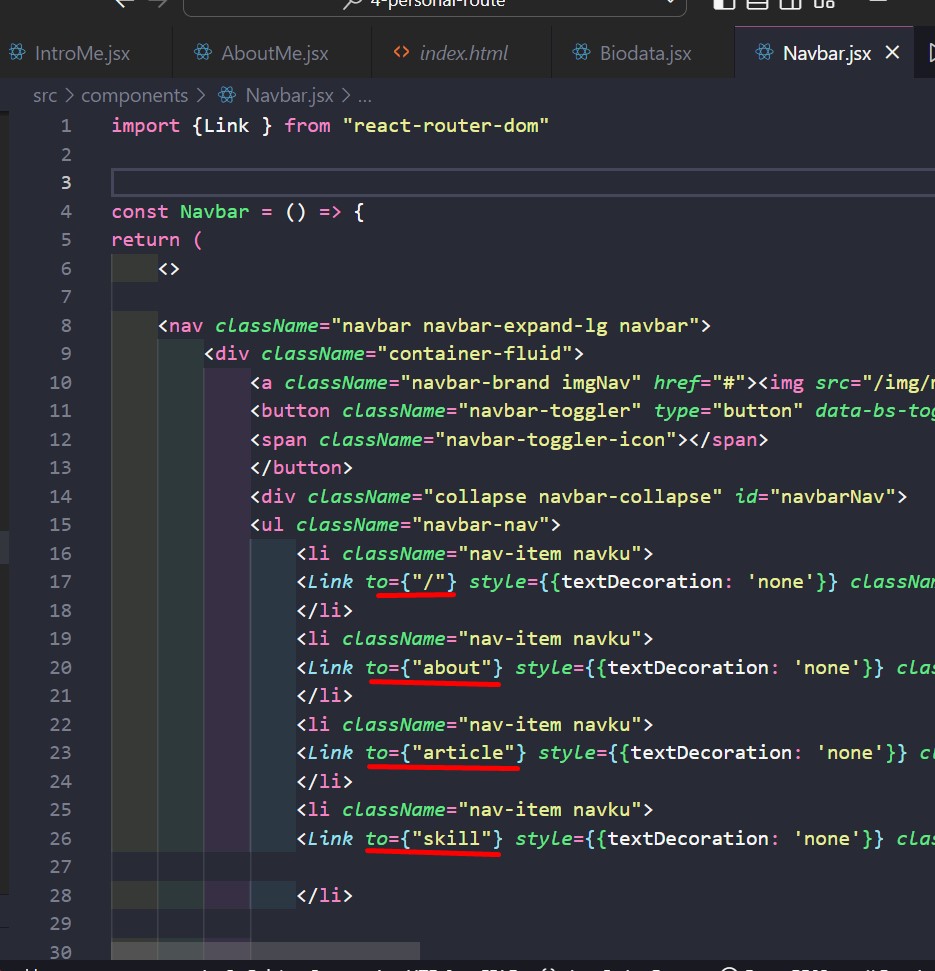 4-personal-route
IntroMe.jsx AboutMe.jsx index.html Biodata.jsx Navbar.jsx
src > components > Navbar.jsx > ...
1 import {Link } from "react-router-dom"
2
3
4 const Navbar = () => {
5 return (
6 <>
7
8 <nav className="navbar navbar-expand-lg navbar">
9 <div className="container-fluid">
10 <a className="navbar-brand imgNav" href="#"><img src="/img/
11 <button className="navbar-toggler" type="button" data-bs-tog
12 <span className="navbar-toggler-icon"></span>
13 </button>
14 <div className="collapse navbar-collapse" id="navbarNav">
15 <ul className="navbar-nav">
16 <li className="nav-item navku">
17 <Link to={"/"} style={{textDecoration: 'none'}} classNam
18 </li>
19 <li className="nav-item navku">
20 <Link to={"about"} style={{textDecoration: 'none'}} clas
21 </li>
22 <li className="nav-item navku">
23 <Link to={"article"} style={{textDecoration: 'none'}} cl
24 </li>
25 <li className="nav-item navku">
26 <Link to={"skill"} style={{textDecoration: 'none'}} clas
27
28 </li>
29
30